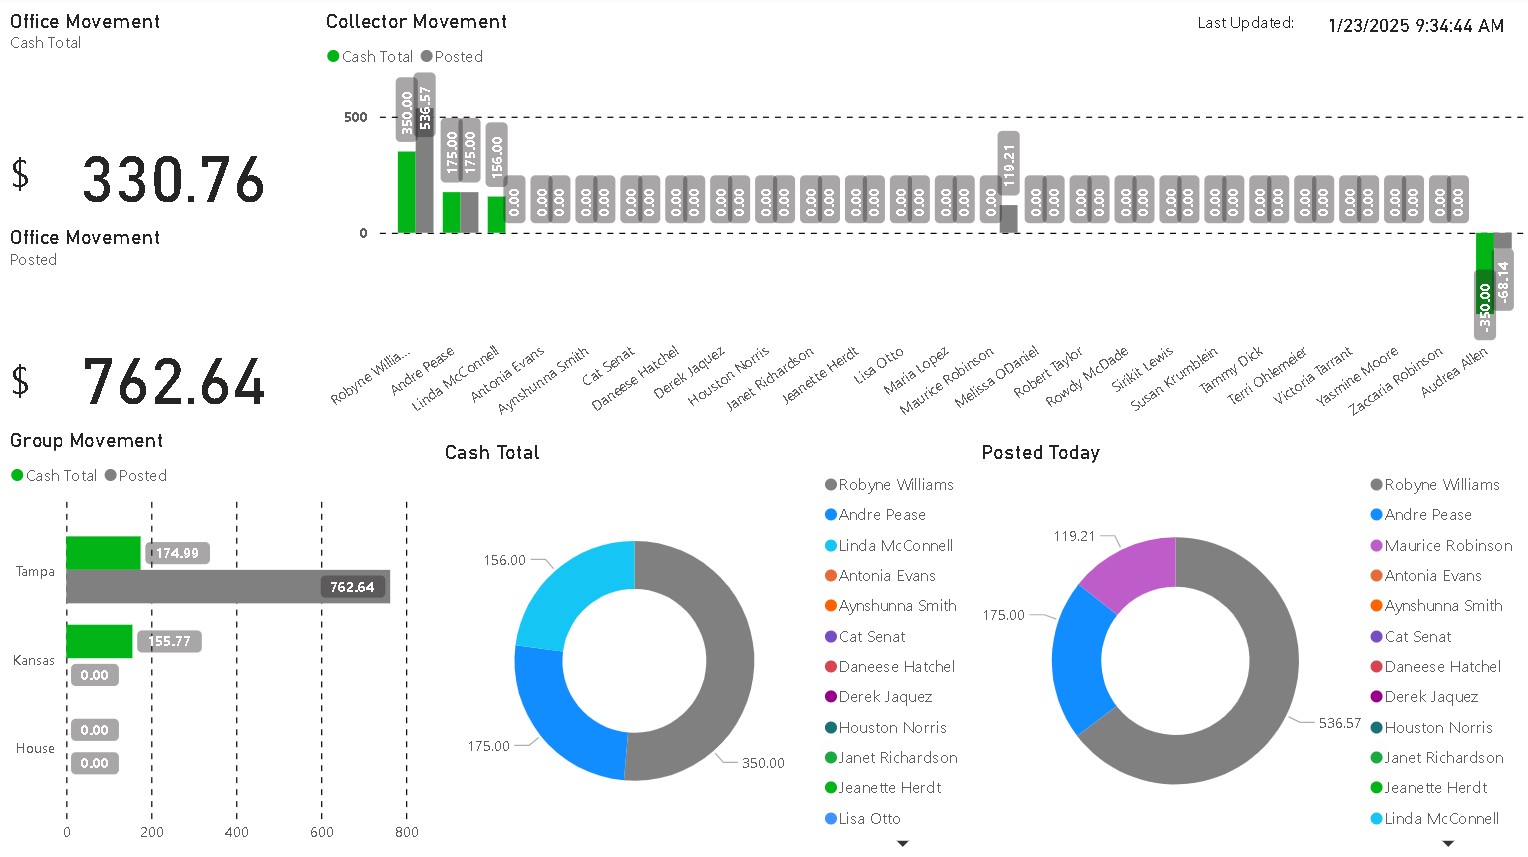 Office Movement
Cash Total
$ 330.76
Office Movement
Posted
$ 762.64
Collector Movement
Cash Total Posted
Last Updated: 1/23/2025 9:34:44 AM
500
0
350.00 536.57 175.00 175.00 156.00 0.00 0.00 0.00 0.00 0.00 0.00 0.00 0.00 0.00 0.00 0.00 0.00 0.00 0.00 0.00 0.00 0.00 0.00 0.00 0.00 0.00 0.00 119.21 0.00 0.00 0.00 0.00 0.00 0.00 0.00 0.00 0.00 0.00 0.00 0.00 0.00 0.00 0.00 0.00 0.00 0.00 0.00 0.00 -350.00 -68.14
Robyne Willia...
Andre Pease
Linda McConnell
Antonia Evans
Aynshunna Smith
Cat Senat
Daneese Hatchel
Derek Jaquez
Houston Norris
Janet Richardson
Jeanette Herdt
Lisa Otto
Maria Lopez
Maurice Robinson
Melissa ODaniel
Robert Taylor
Rowdy McDade
Sirikit Lewis
Susan Krumblein
Tammy Dick
Terri Ohlemeier
Victoria Tarrant
Yasmine Moore
Zaccaria Robinson
Audrea Allen
Group Movement
Cash Total Posted
Tampa
174.99
762.64
Kansas
155.77
0.00
House
0.00
0.00
0 200 400 600 800
Cash Total
156.00
175.00
350.00
Robyne Williams
Andre Pease
Linda McConnell
Antonia Evans
Aynshunna Smith
Cat Senat
Daneese Hatchel
Derek Jaquez
Houston Norris
Janet Richardson
Jeanette Herdt
Lisa Otto
Posted Today
119.21
175.00
536.57
Robyne Williams
Andre Pease
Maurice Robinson
Antonia Evans
Aynshunna Smith
Cat Senat
Daneese Hatchel
Derek Jaquez
Houston Norris
Janet Richardson
Jeanette Herdt
Linda McConnell